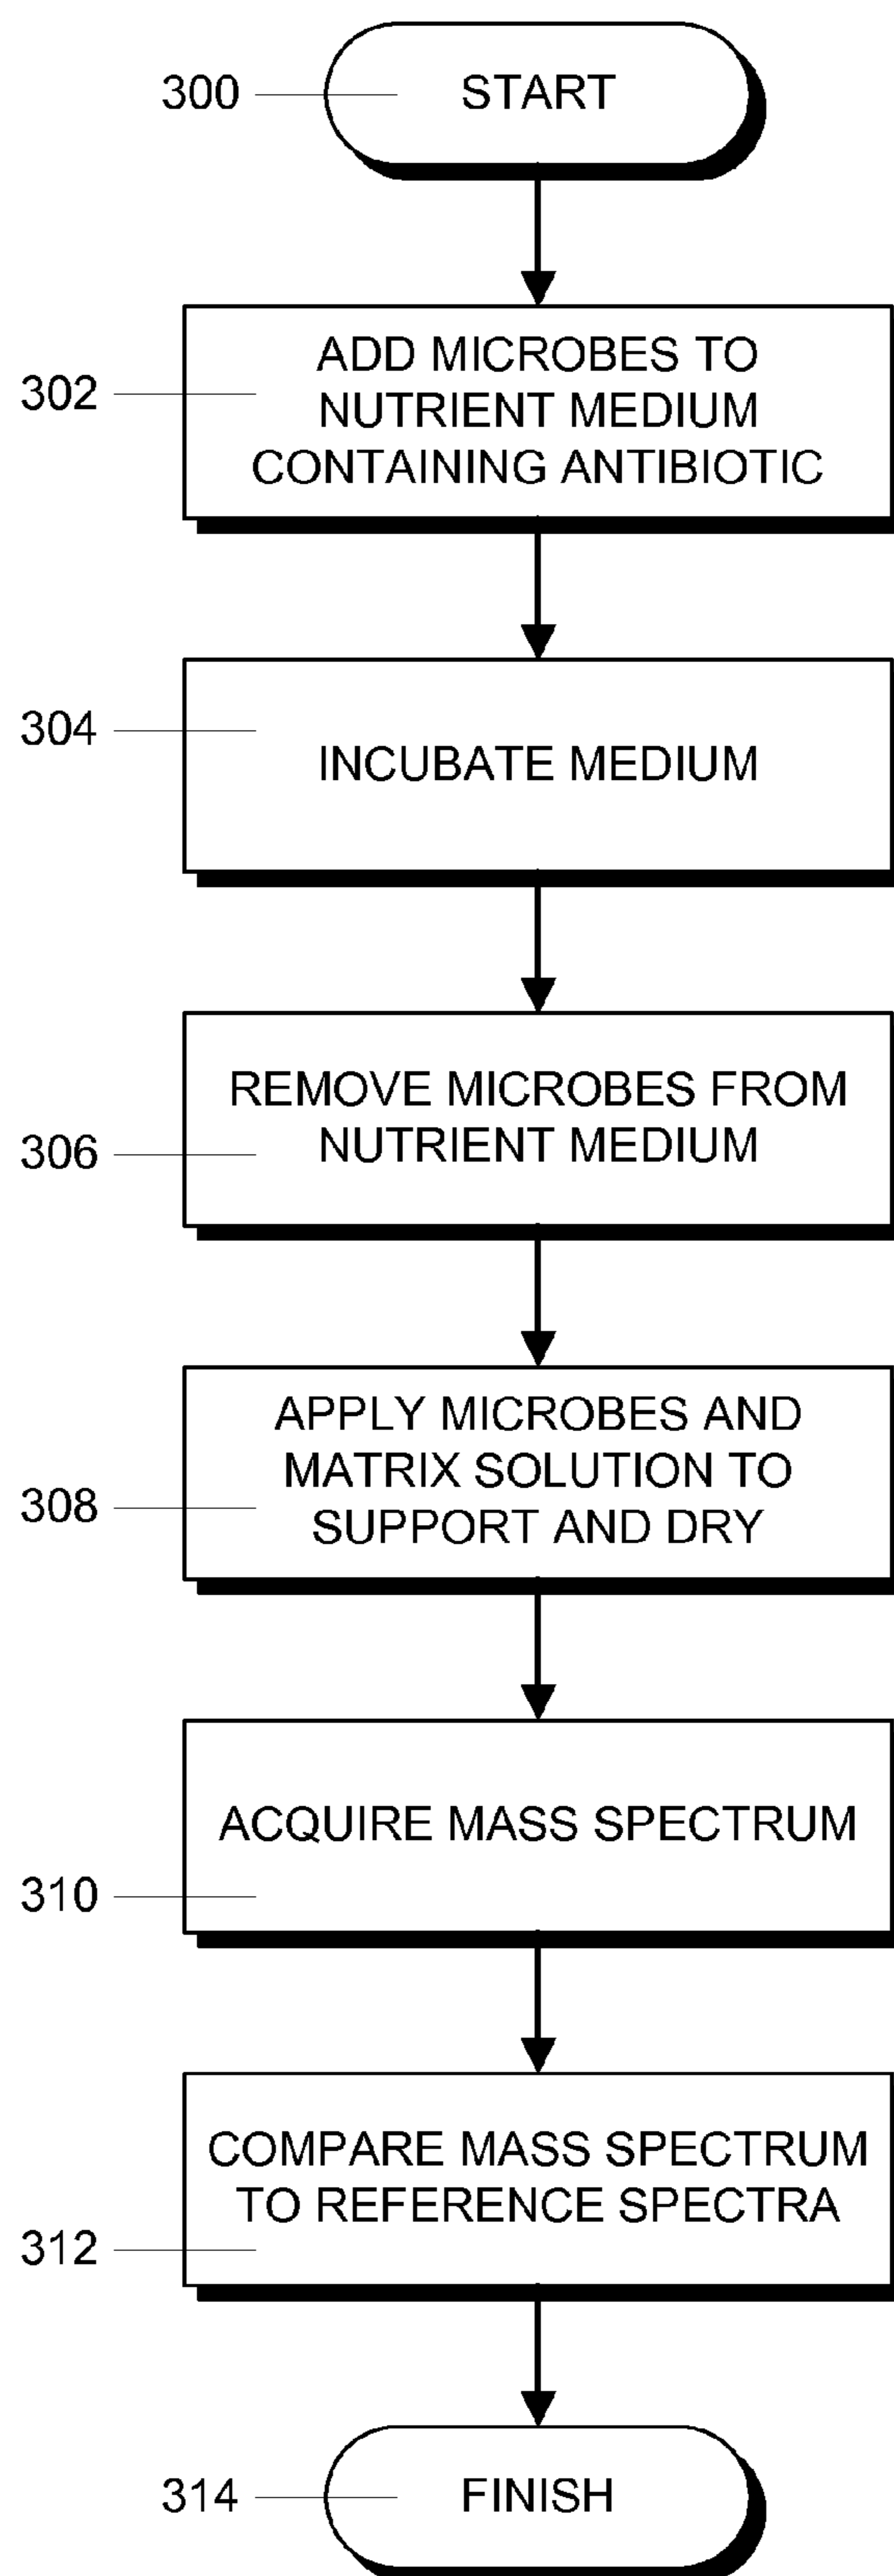 300
START
302
ADD MICROBES TO
NUTRIENT MEDIUM
CONTAINING ANTIBIOTIC
304
INCUBATE MEDIUM
306
REMOVE MICROBES FROM
NUTRIENT MEDIUM
308
APPLY MICROBES AND
MATRIX SOLUTION TO
SUPPORT AND DRY
310
ACQUIRE MASS SPECTRUM
312
COMPARE MASS SPECTRUM
TO REFERENCE SPECTRA
314
FINISH